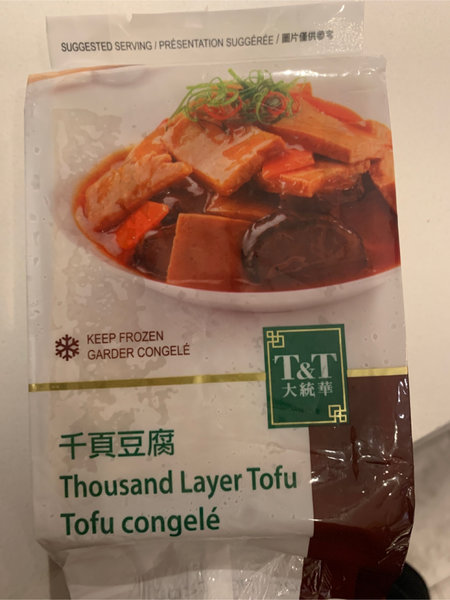 SUGGESTED SERVING / PRÉSENTATION SUGGÉRÉE / 圖片僅供參考
KEEP FROZEN
GARDER CONGELÉ
T&T
大統華
千頁豆腐
Thousand Layer Tofu
Tofu congelé